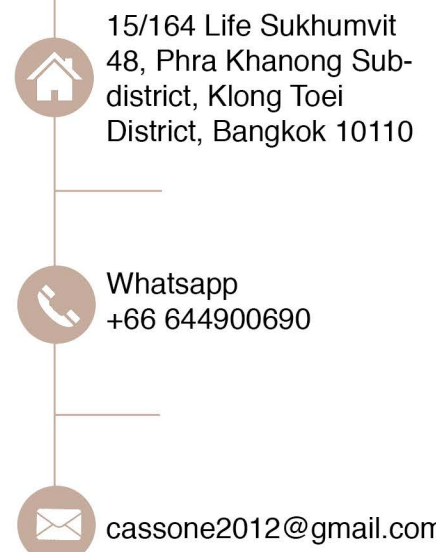 15/164 Life Sukhumvit
48, Phra Khanong Sub-
district, Klong Toei
District, Bangkok 10110
Whatsapp
+66 644900690
cassone2012@gmail.com